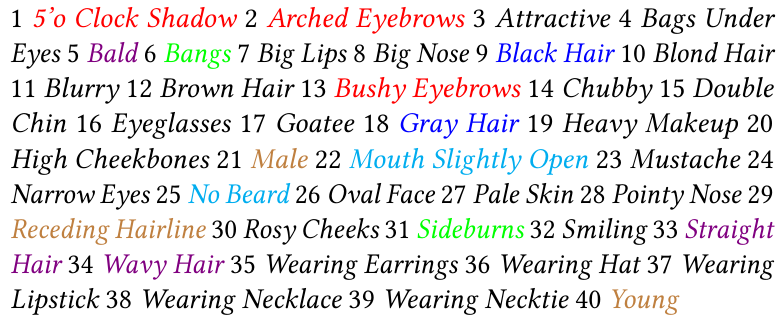 1 5’o Clock Shadow 2 Arched Eyebrows 3 Attractive 4 Bags Under
Eyes 5 Bald 6 Bangs 7 Big Lips 8 Big Nose 9 Black Hair 10 Blond Hair
11 Blurry 12 Brown Hair 13 Bushy Eyebrows 14 Chubby 15 Double
Chin 16 Eyeglasses 17 Goatee 18 Gray Hair 19 Heavy Makeup 20
High Cheekbones 21 Male 22 Mouth Slightly Open 23 Mustache 24
Narrow Eyes 25 No Beard 26 Oval Face 27 Pale Skin 28 Pointy Nose 29
Receding Hairline 30 Rosy Cheeks 31 Sideburns 32 Smiling 33 Straight
Hair 34 Wavy Hair 35 Wearing Earrings 36 Wearing Hat 37 Wearing
Lipstick 38 Wearing Necklace 39 Wearing Necktie 40 Young